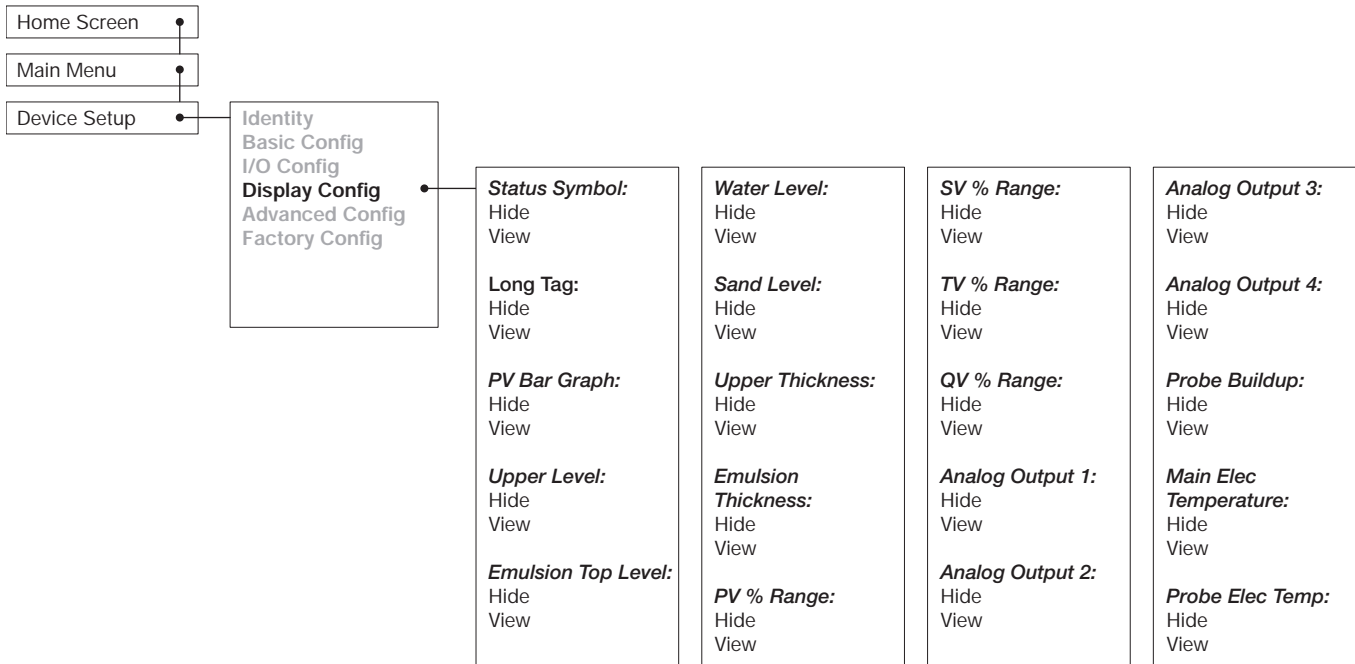 Home Screen
Main Menu
Device Setup
Identity
Basic Config
I/O Config
Display Config
Advanced Config
Factory Config
Status Symbol:
Hide
View
Long Tag:
Hide
View
PV Bar Graph:
Hide
View
Upper Level:
Hide
View
Emulsion Top Level:
Hide
View
Water Level:
Hide
View
Sand Level:
Hide
View
Upper Thickness:
Hide
View
Emulsion
Thickness:
Hide
View
PV % Range:
Hide
View
SV % Range:
Hide
View
TV % Range:
Hide
View
QV % Range:
Hide
View
Analog Output 1:
Hide
View
Analog Output 2:
Hide
View
Analog Output 3:
Hide
View
Analog Output 4:
Hide
View
Probe Buildup:
Hide
View
Main Elec
Temperature:
Hide
View
Probe Elec Temp:
Hide
View